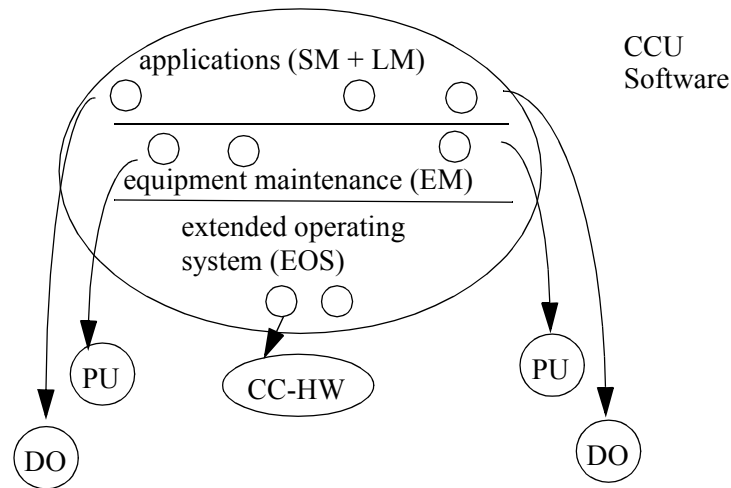 applications (SM + LM)
CCU
Software
equipment maintenance (EM)
extended operating
system (EOS)
PU
CC-HW
PU
DO
DO